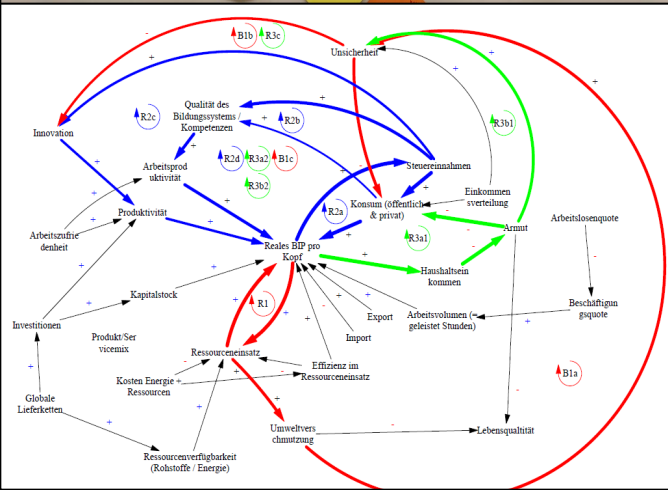 B1b
R3c
Unsicherheit
R2c
Qualität des
Bildungssystems /
Kompetenzen
R2b
R3b1
Innovation
R2d
R3a2
B1c
R3b2
Steuereinnahmen
Arbeitsprod
uktivität
Einkommen
sverteilung
Konsum (öffentlich
& privat)
R2a
Produktivität
Arbeitszufrie
denheit
Armut
Arbeitslosenquote
R3a1
Reales BIP pro
Kopf
Haushaltsein
kommen
Kapitalstock
R1
Export
Arbeitsvolumen (=
geleistet Stunden)
Beschäftigun
gsquote
Investitionen
Produkt/Ser
vicemix
Import
Ressourceneinsatz
Effizienz im
Ressourceneinsatz
B1a
Kosten Energie +
Ressourcen
Globale
Lieferketten
Umweltvers
chmutzung
Lebensqualtität
Ressourcenverfügbarkeit
(Rohstoffe / Energie)